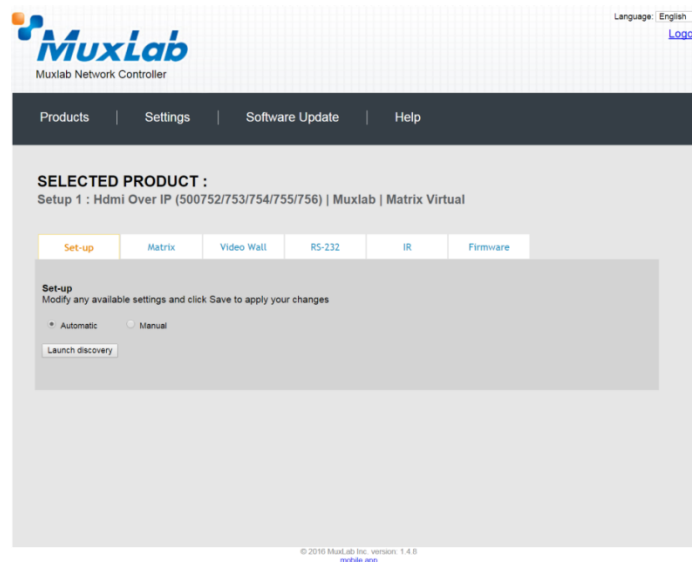 Language: English
Logo
MuxLab
Muxlab Network Controller
Products | Settings | Software Update | Help
SELECTED PRODUCT :
Setup 1 : Hdmi Over IP (500752/753/754/755/756) | Muxlab | Matrix Virtual
Set-up Matrix Video Wall RS-232 IR Firmware
Set-up
Modify any available settings and click Save to apply your changes
Automatic Manual
Launch discovery
© 2016 MuxLab Inc. version 1.4.8
mobile app